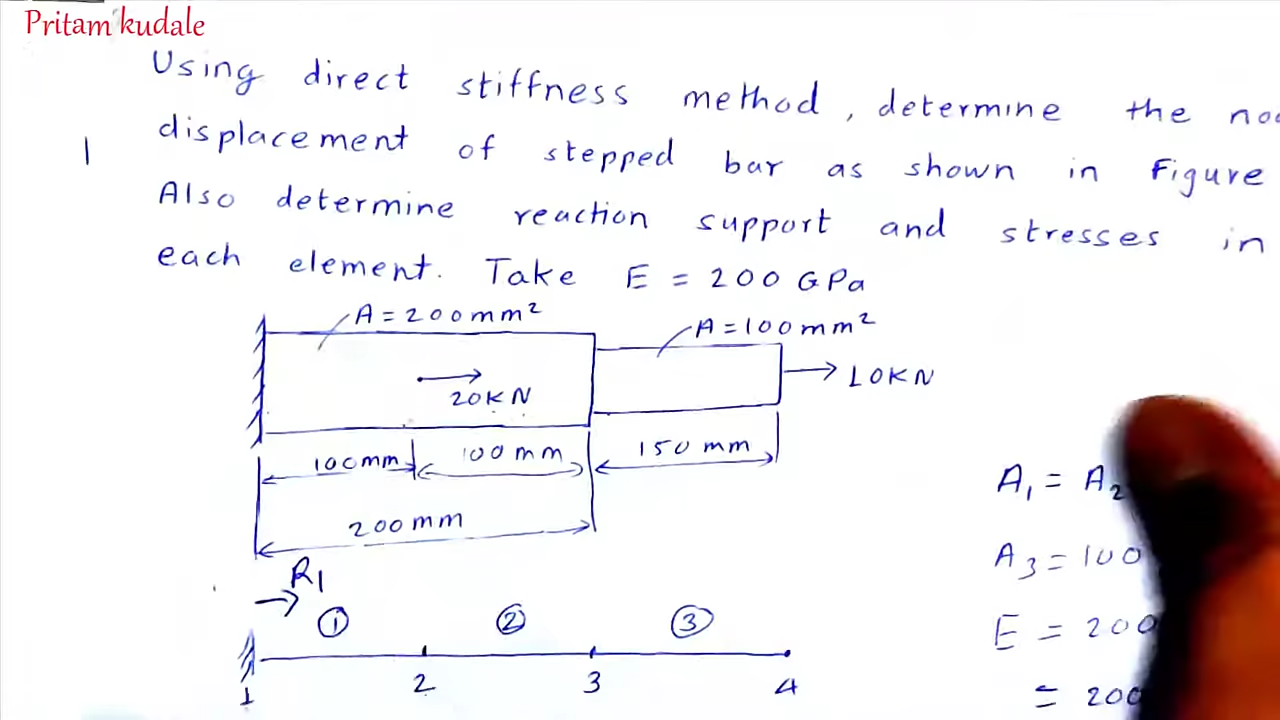 Pritam kudale
Using direct stiffness method, determine the
1 displacement of stepped bar as shown in Figure
Also determine reaction support and stresses in
each element. Take E = 200 GPa
A = 200 mm²
A = 100 mm²
20KN
10KN
100mm
100 mm
150 mm
200 mm
R1
① ② ③
1 2 3 4
A₁ = A₂
A₃ = 100
E = 200
= 200